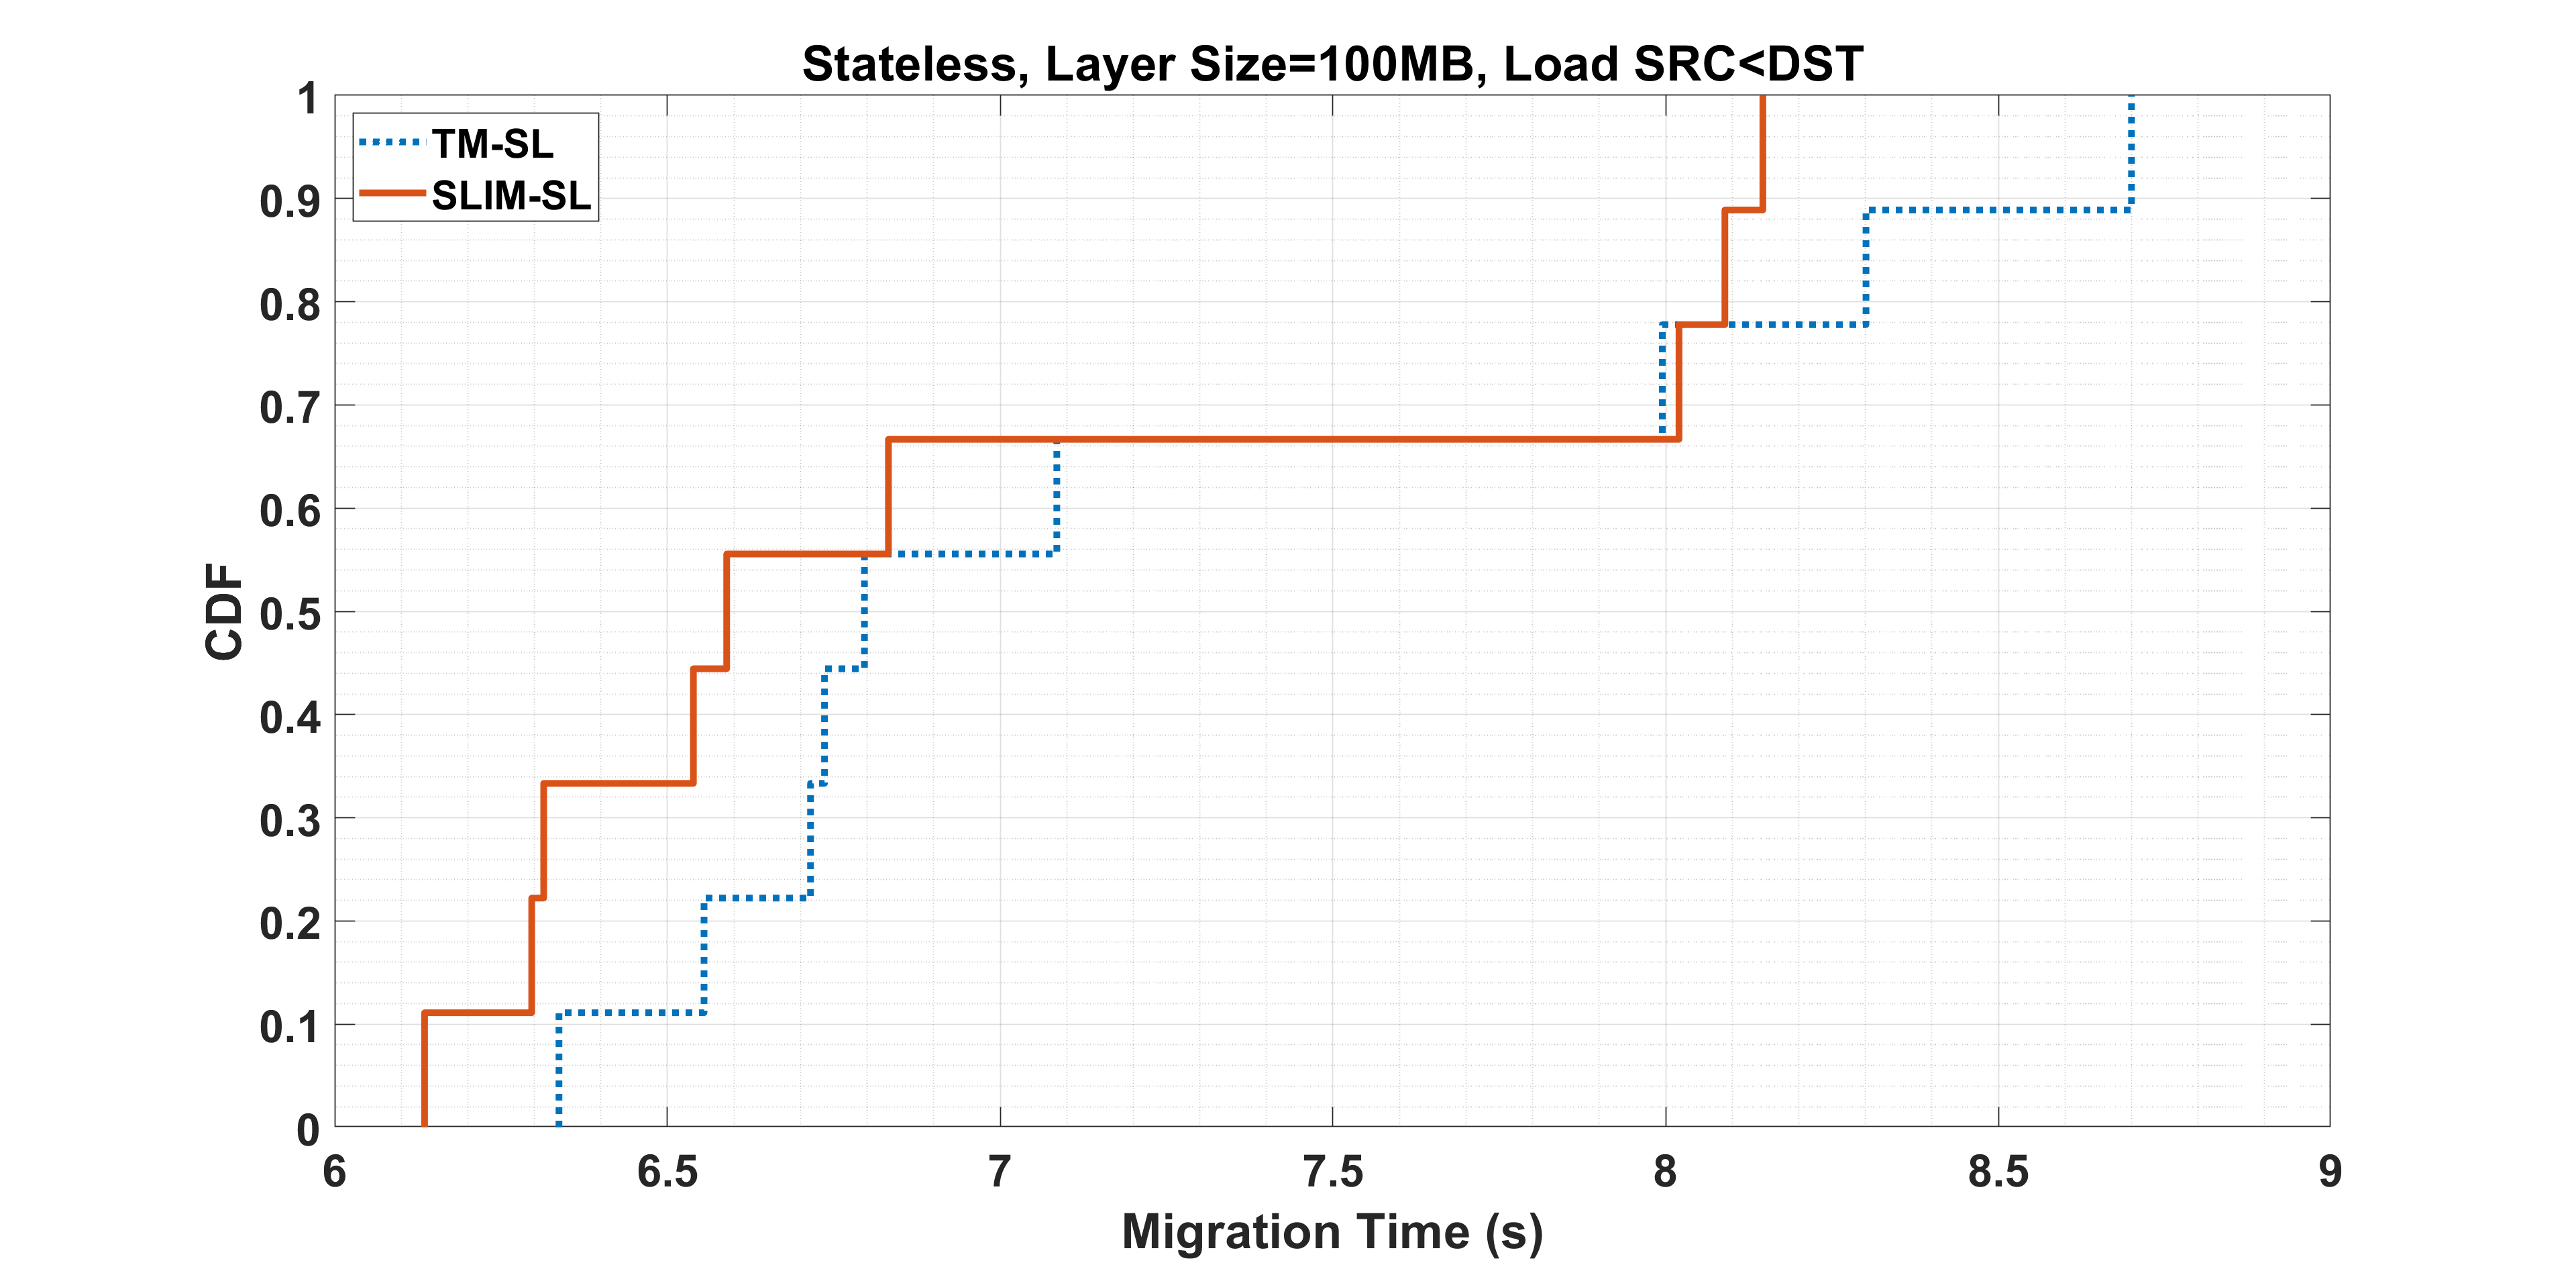 Stateless, Layer Size=100MB, Load SRC<DST
1
0.9
0.8
0.7
0.6
0.5
0.4
0.3
0.2
0.1
0
TM-SL
SLIM-SL
CDF
6 6.5 7 7.5 8 8.5 9
Migration Time (s)